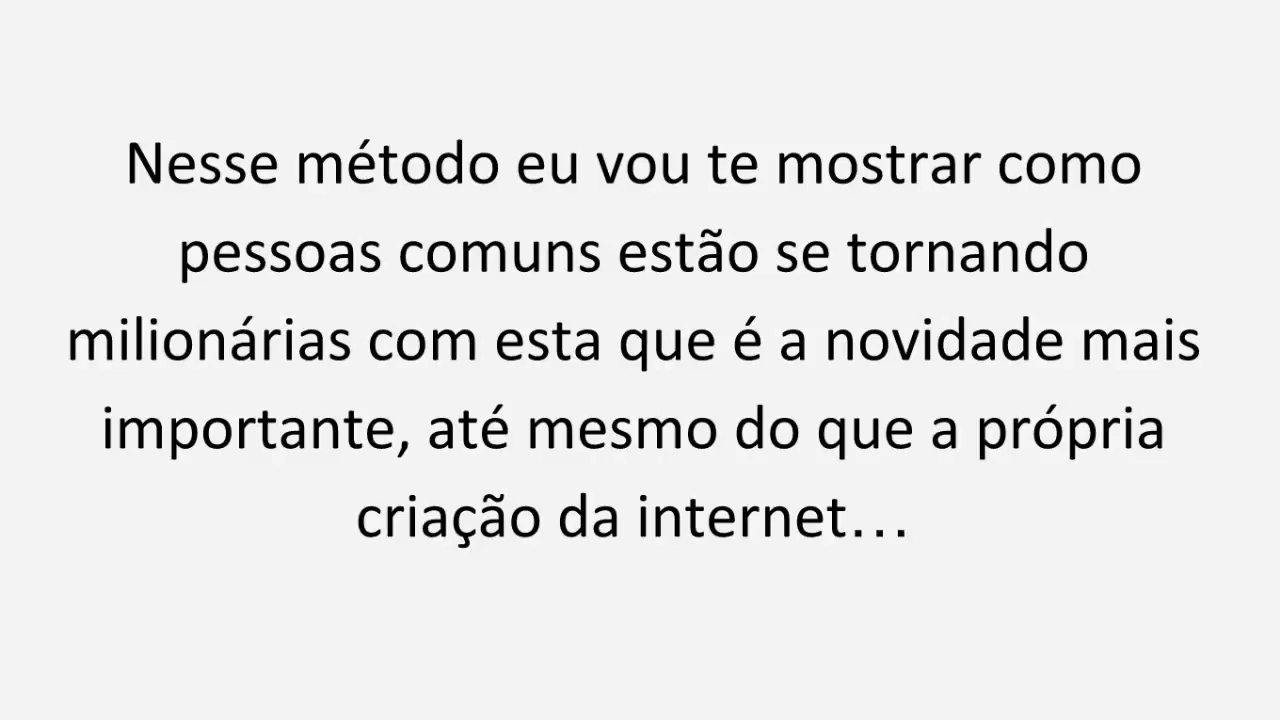 Nesse método eu vou te mostrar como
pessoas comuns estão se tornando
milionárias com esta que é a novidade mais
importante, até mesmo do que a própria
criação da internet…